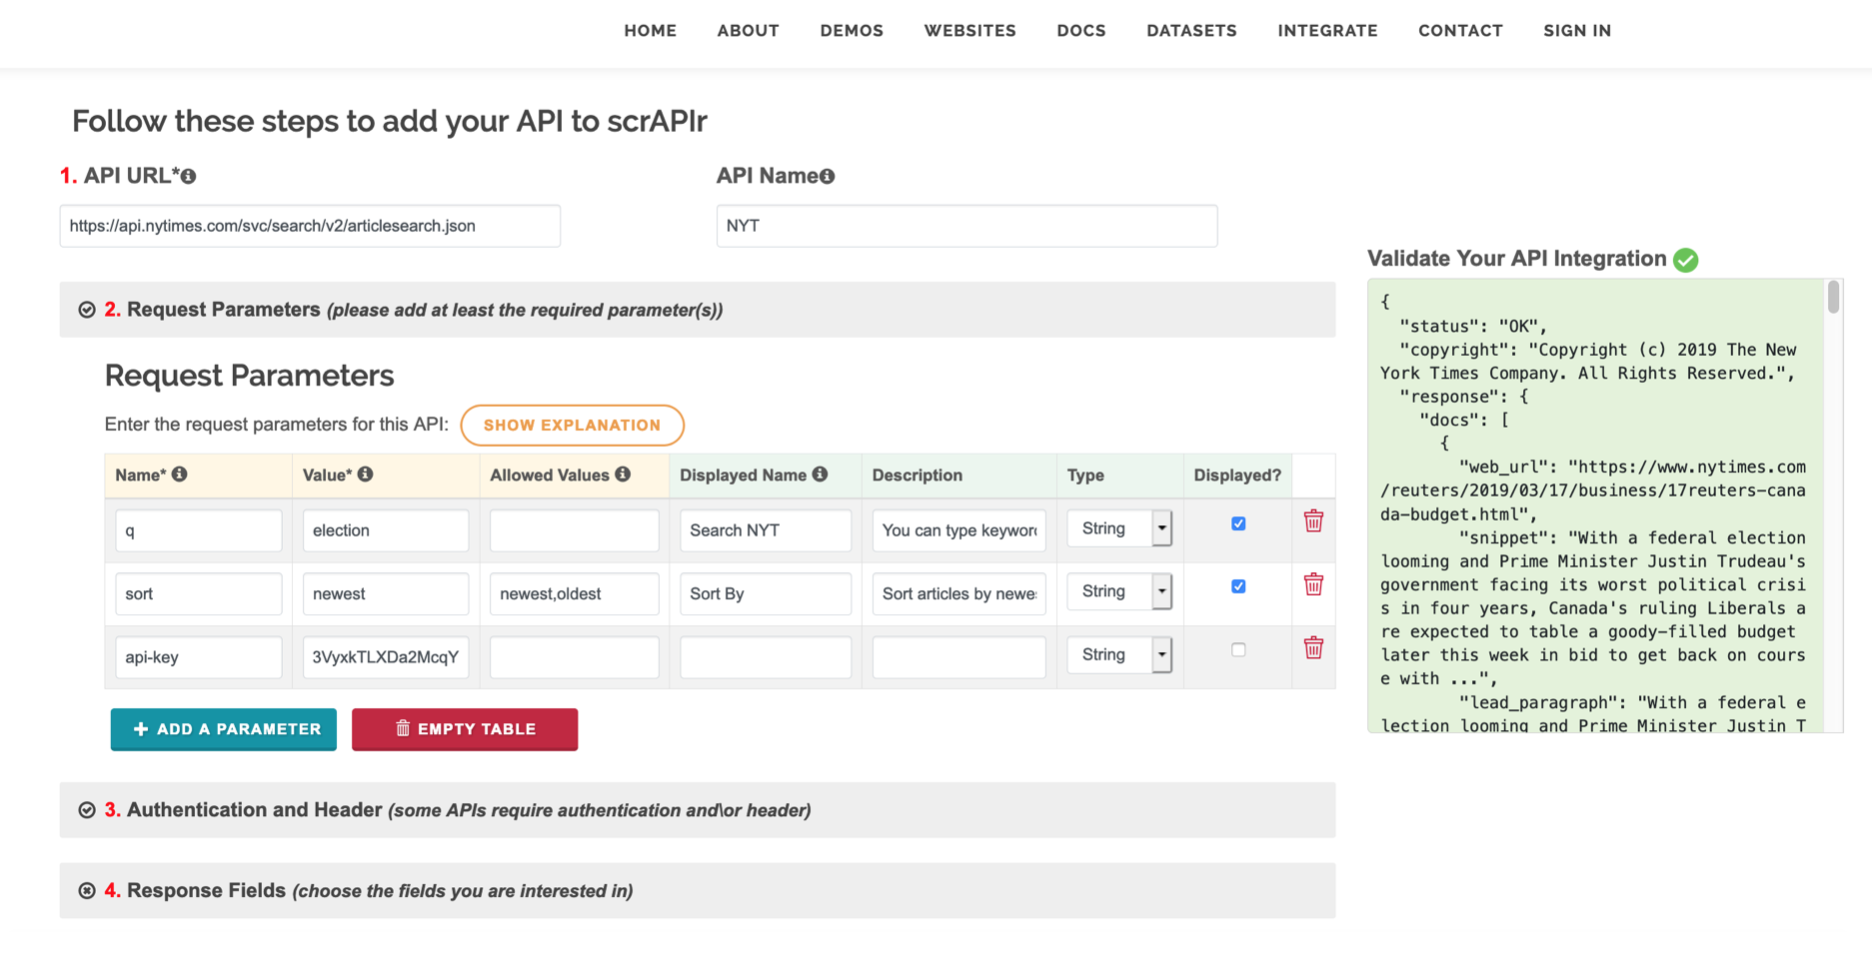 HOME ABOUT DEMOS WEBSITES DOCS DATASETS INTEGRATE CONTACT SIGN IN
Follow these steps to add your API to scrAPIr
1. API URL*
API Name
https://api.nytimes.com/svc/search/v2/articlesearch.json
NYT
2. Request Parameters (please add at least the required parameter(s))
Request Parameters
Enter the request parameters for this API: SHOW EXPLANATION
Name* Value* Allowed Values Displayed Name Description Type Displayed?
q election Search NYT You can type keywor String
sort newest newest,oldest Sort By Sort articles by newe String
api-key 3VyxkTLXDa2McqY String
+ ADD A PARAMETER EMPTY TABLE
3. Authentication and Header (some APIs require authentication and\or header)
4. Response Fields (choose the fields you are interested in)
Validate Your API Integration
{
"status": "OK",
"copyright": "Copyright (c) 2019 The New
York Times Company. All Rights Reserved.",
"response": {
"docs": [
{
"web_url": "https://www.nytimes.com
/reuters/2019/03/17/business/17reuters-cana
da-budget.html",
"snippet": "With a federal election
looming and Prime Minister Justin Trudeau's
government facing its worst political crisi
s in four years, Canada's ruling Liberals a
re expected to table a goody-filled budget
later this week in bid to get back on cours
e with ...",
"lead_paragraph": "With a federal e
lection looming and Prime Minister Justin T